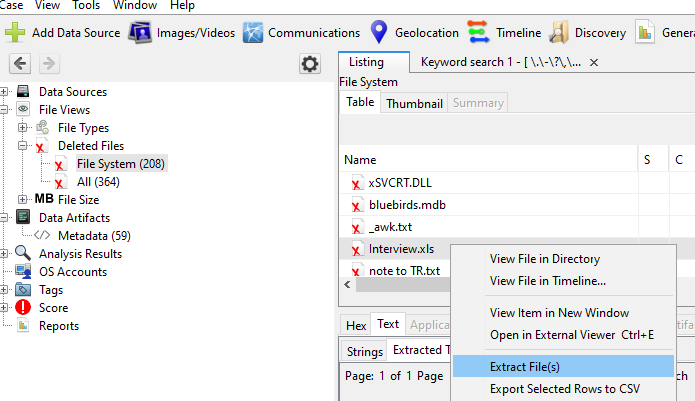 Case View Tools Window Help
Add Data Source Images/Videos Communications Geolocation Timeline Discovery
Listing Keyword search 1 - [ \.\-\?\,\...
File System
Table Thumbnail Summary
Name S C
xSVCRT.DLL
bluebirds.mdb
_awk.txt
Interview.xls
note to TR.txt
Hex Text
Strings Extracted
Page: 1 of 1 Page
Data Sources
File Views
File Types
Deleted Files
File System (208)
All (364)
MB File Size
Data Artifacts
Metadata (59)
Analysis Results
OS Accounts
Tags
Score
Reports
View File in Directory
View File in Timeline...
View Item in New Window
Open in External Viewer Ctrl+E
Extract File(s)
Export Selected Rows to CSV